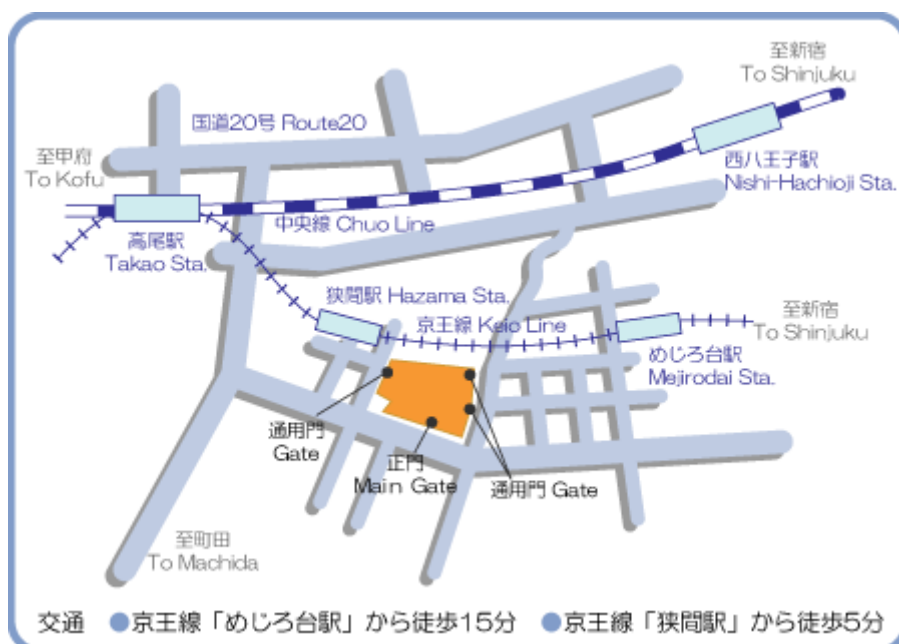 至新宿
To Shinjuku
国道20号 Route20
至甲府
To Kofu
西八王子駅
Nishi-Hachioji Sta.
中央線 Chuo Line
高尾駅
Takao Sta.
狭間駅 Hazama Sta.
京王線 Keio Line
至新宿
To Shinjuku
めじろ台駅
Mejirodai Sta.
通用門
Gate
正門
Main Gate
通用門 Gate
至町田
To Machida
交通 ●京王線「めじろ台駅」から徒歩15分 ●京王線「狭間駅」から徒歩5分